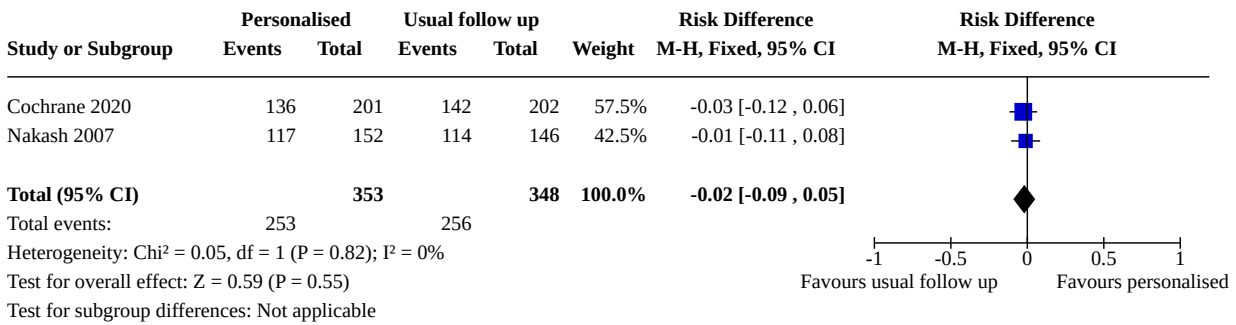 Personalised Usual follow up Risk Difference Risk Difference
Study or Subgroup Events Total Events Total Weight M-H, Fixed, 95% CI M-H, Fixed, 95% CI
Cochrane 2020 136 201 142 202 57.5% -0.03 [-0.12 , 0.06]
Nakash 2007 117 152 114 146 42.5% -0.01 [-0.11 , 0.08]
Total (95% CI) 353 348 100.0% -0.02 [-0.09 , 0.05]
Total events: 253 256
Heterogeneity: Chi² = 0.05, df = 1 (P = 0.82); I² = 0%
-1 -0.5 0 0.5 1
Test for overall effect: Z = 0.59 (P = 0.55) Favours usual follow up Favours personalised
Test for subgroup differences: Not applicable